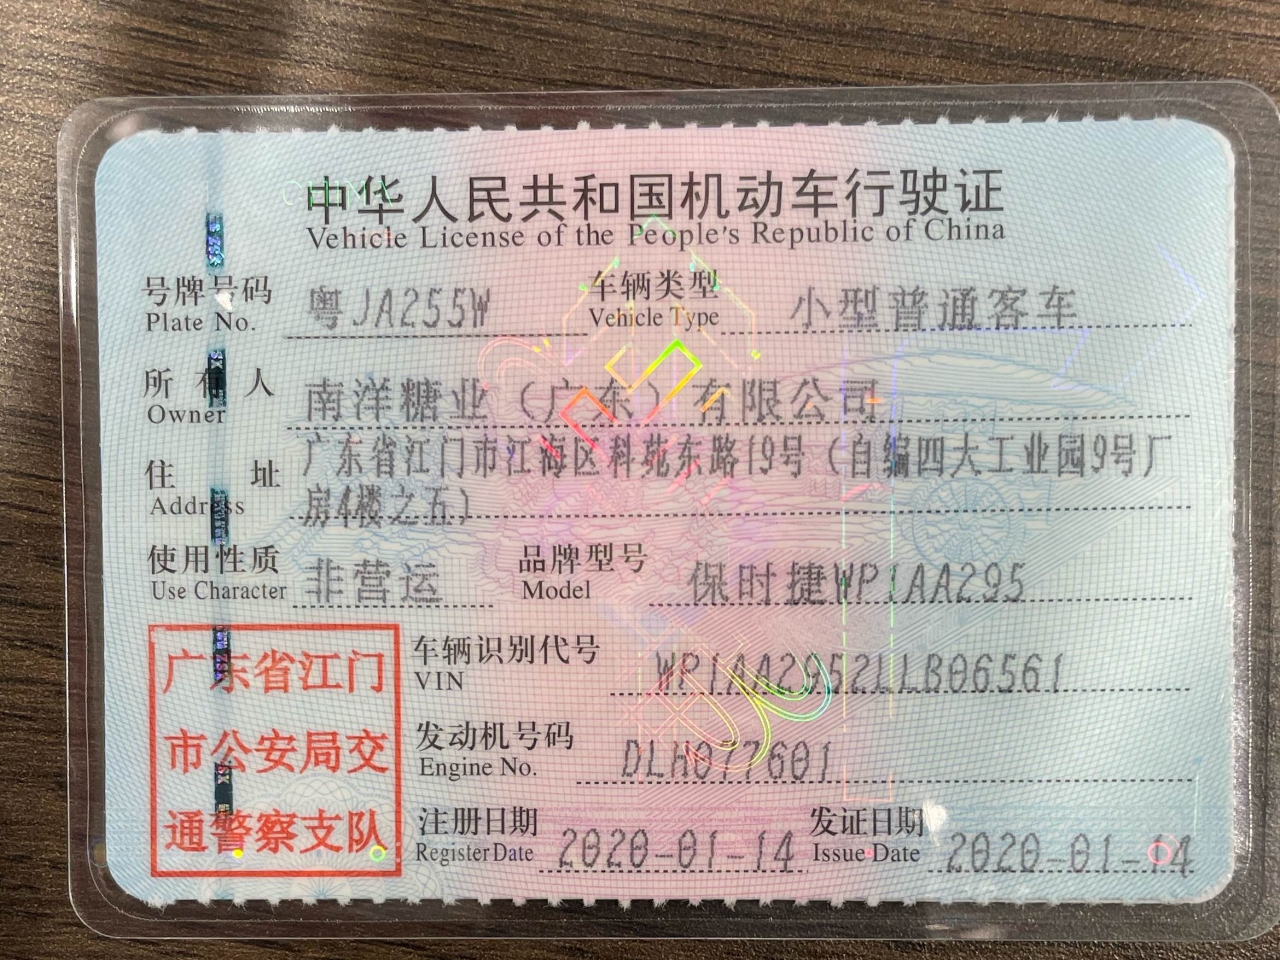 中华人民共和国机动车行驶证
Vehicle License of the People's Republic of China
号牌号码 粤JA255W 车辆类型 小型普通客车
Plate No. Vehicle Type
所有人 南洋糖业（广东）有限公司
Owner
住址 广东省江门市江海区科苑东路19号（自编四大工业园9号厂
Address 房4楼之五）
使用性质 非营运 品牌型号 保时捷WP1AA295
Use Character Model
广东省江门
市公安局交
通警察支队
车辆识别代号 WP1AA2952LLB06561
VIN
发动机号码 DLH077601
Engine No.
注册日期 2020-01-14 发证日期 2020-01-14
Register Date Issue Date